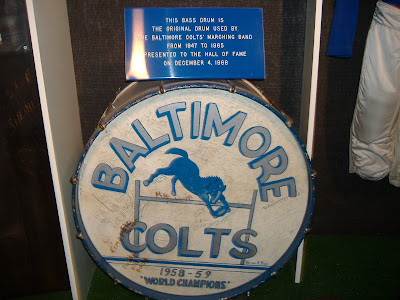 THIS BASS DRUM IS
THE ORIGINAL DRUM USED BY
THE BALTIMORE COLTS' MARCHING BAND
FROM 1947 TO 1965
PRESENTED TO THE HALL OF FAME
ON DECEMBER 4, 1968
BALTIMORE
COLTS
1958-59
"WORLD CHAMPIONS"